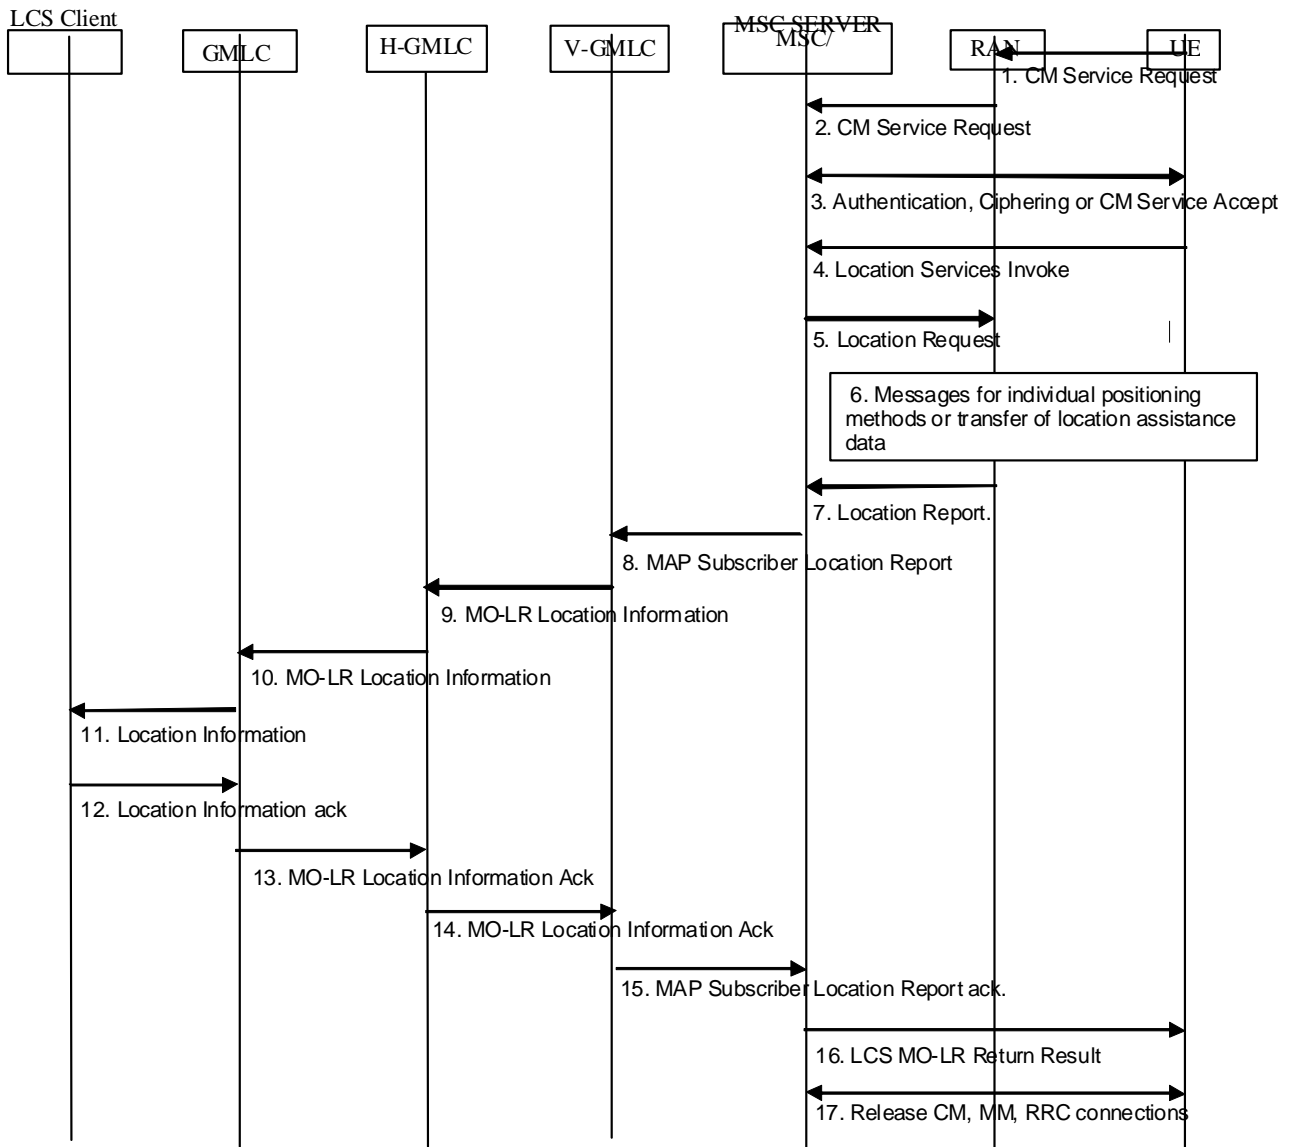 LCS Client
GMLC
H-GMLC
V-GMLC
MSC SERVER
MSC/
RAN
UE
1. CM Service Request
2. CM Service Request
3. Authentication, Ciphering or CM Service Accept
4. Location Services Invoke
5. Location Request
6. Messages for individual positioning
methods or transfer of location assistance
data
7. Location Report.
8. MAP Subscriber Location Report
9. MO-LR Location Information
10. MO-LR Location Information
11. Location Information
12. Location Information ack
13. MO-LR Location Information Ack
14. MO-LR Location Information Ack
15. MAP Subscriber Location Report ack.
16. LCS MO-LR Return Result
17. Release CM, MM, RRC connections